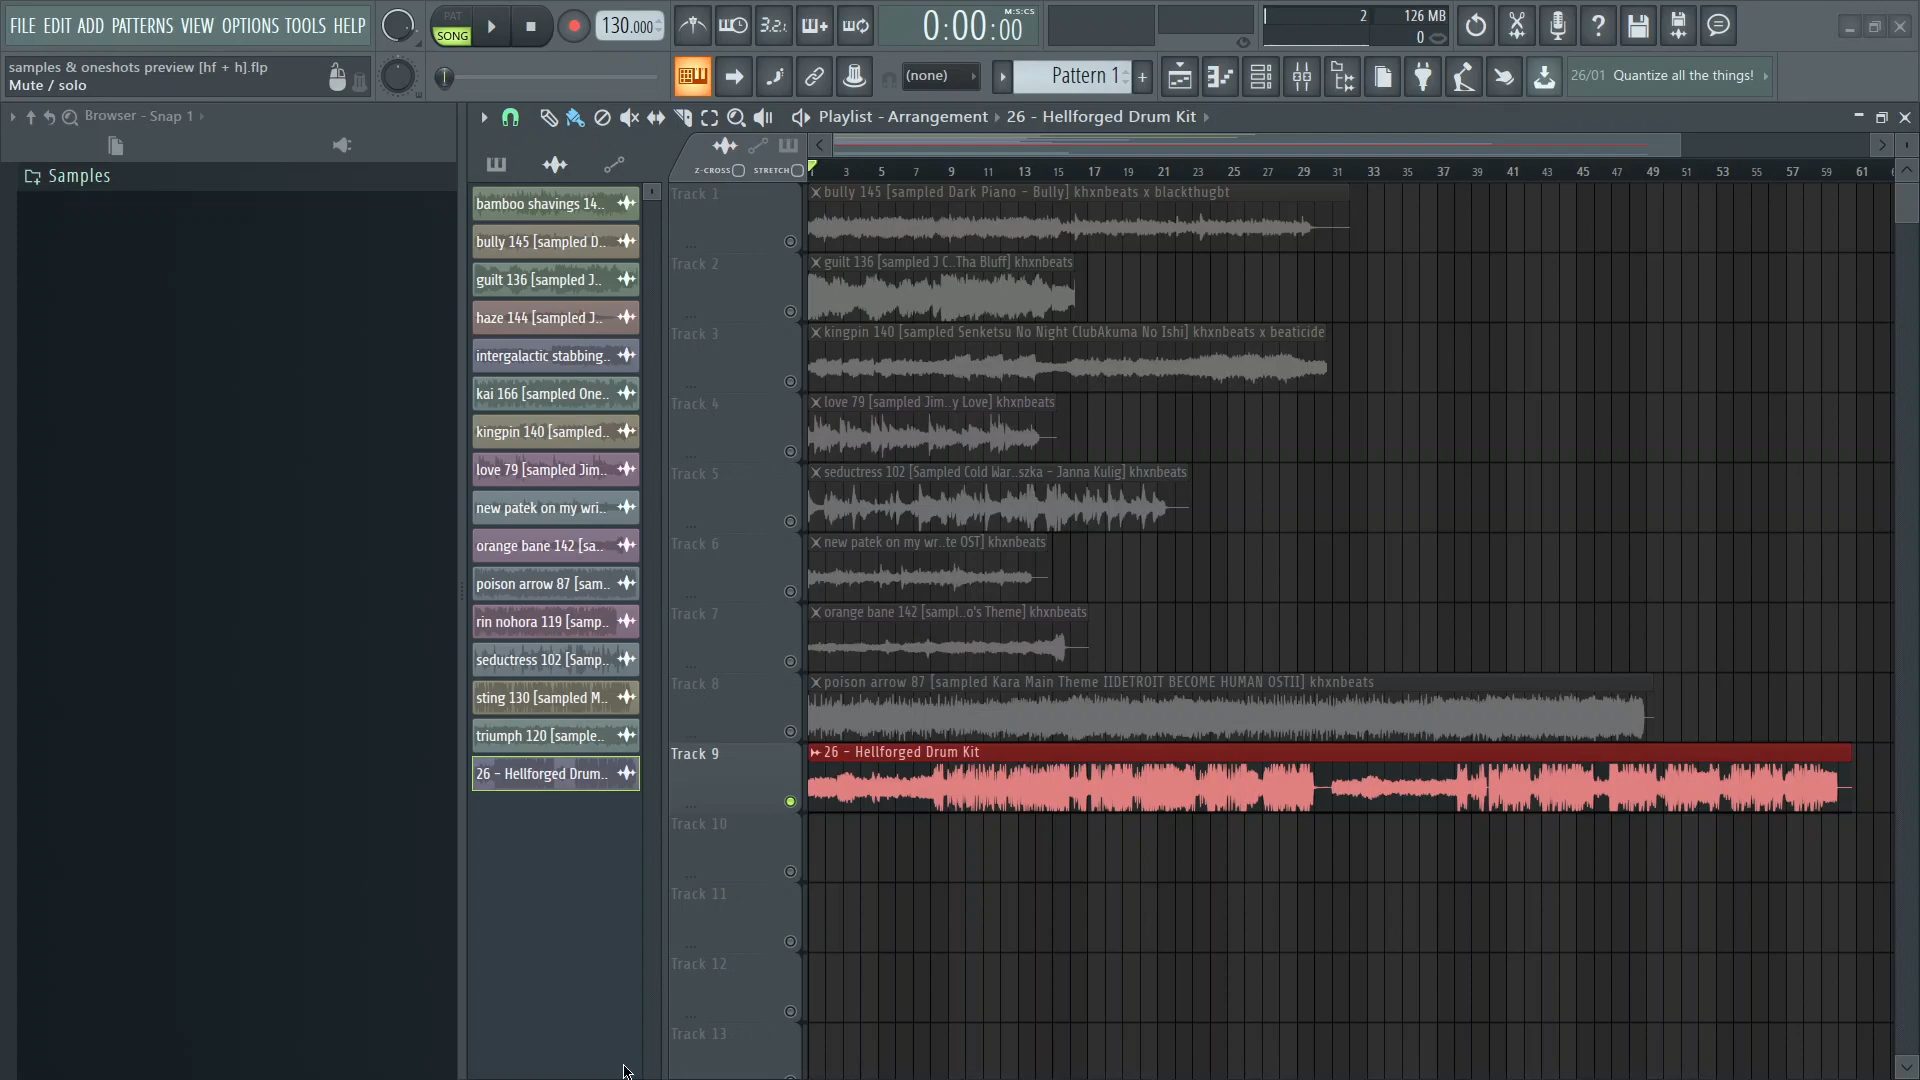 FILE EDIT ADD PATTERNS VIEW OPTIONS TOOLS HELP
PAT
SONG
130.000
3.2.
0:00:00
M:S:CS
2
126 MB
0
samples & oneshots preview [hf + h].flp
Mute / solo
(none)
Pattern 1
26/01 Quantize all the things!
Browser - Snap 1
Samples
Playlist - Arrangement › 26 - Hellforged Drum Kit
Z-CROSS
STRETCH
1 3 5 7 9 11 13 15 17 19 21 23 25 27 29 31 33 35 37 39 41 43 45 47 49 51 53 55 57 59 61
bamboo shavings 14..
bully 145 [sampled D..
guilt 136 [sampled J..
haze 144 [sampled J..
intergalactic stabbing..
kai 166 [sampled One..
kingpin 140 [sampled..
love 79 [sampled Jim..
new patek on my wri..
orange bane 142 [sa..
poison arrow 87 [sam..
rin nohora 119 [samp..
seductress 102 [Samp..
sting 130 [sampled M..
triumph 120 [sample..
26 - Hellforged Drum..
Track 1
bully 145 [sampled Dark Piano - Bully] khxnbeats x blackthugbt
Track 2
guilt 136 [sampled J C..Tha Bluff] khxnbeats
Track 3
kingpin 140 [sampled Senketsu No Night ClubAkuma No Ishi] khxnbeats x beaticide
Track 4
love 79 [sampled Jim..y Love] khxnbeats
Track 5
seductress 102 [Sampled Cold War..szka - Janna Kulig] khxnbeats
Track 6
new patek on my wr..te OST] khxnbeats
Track 7
orange bane 142 [sampl..o's Theme] khxnbeats
Track 8
poison arrow 87 [sampled Kara Main Theme IIDETROIT BECOME HUMAN OSTII] khxnbeats
Track 9
26 - Hellforged Drum Kit
Track 10
Track 11
Track 12
Track 13